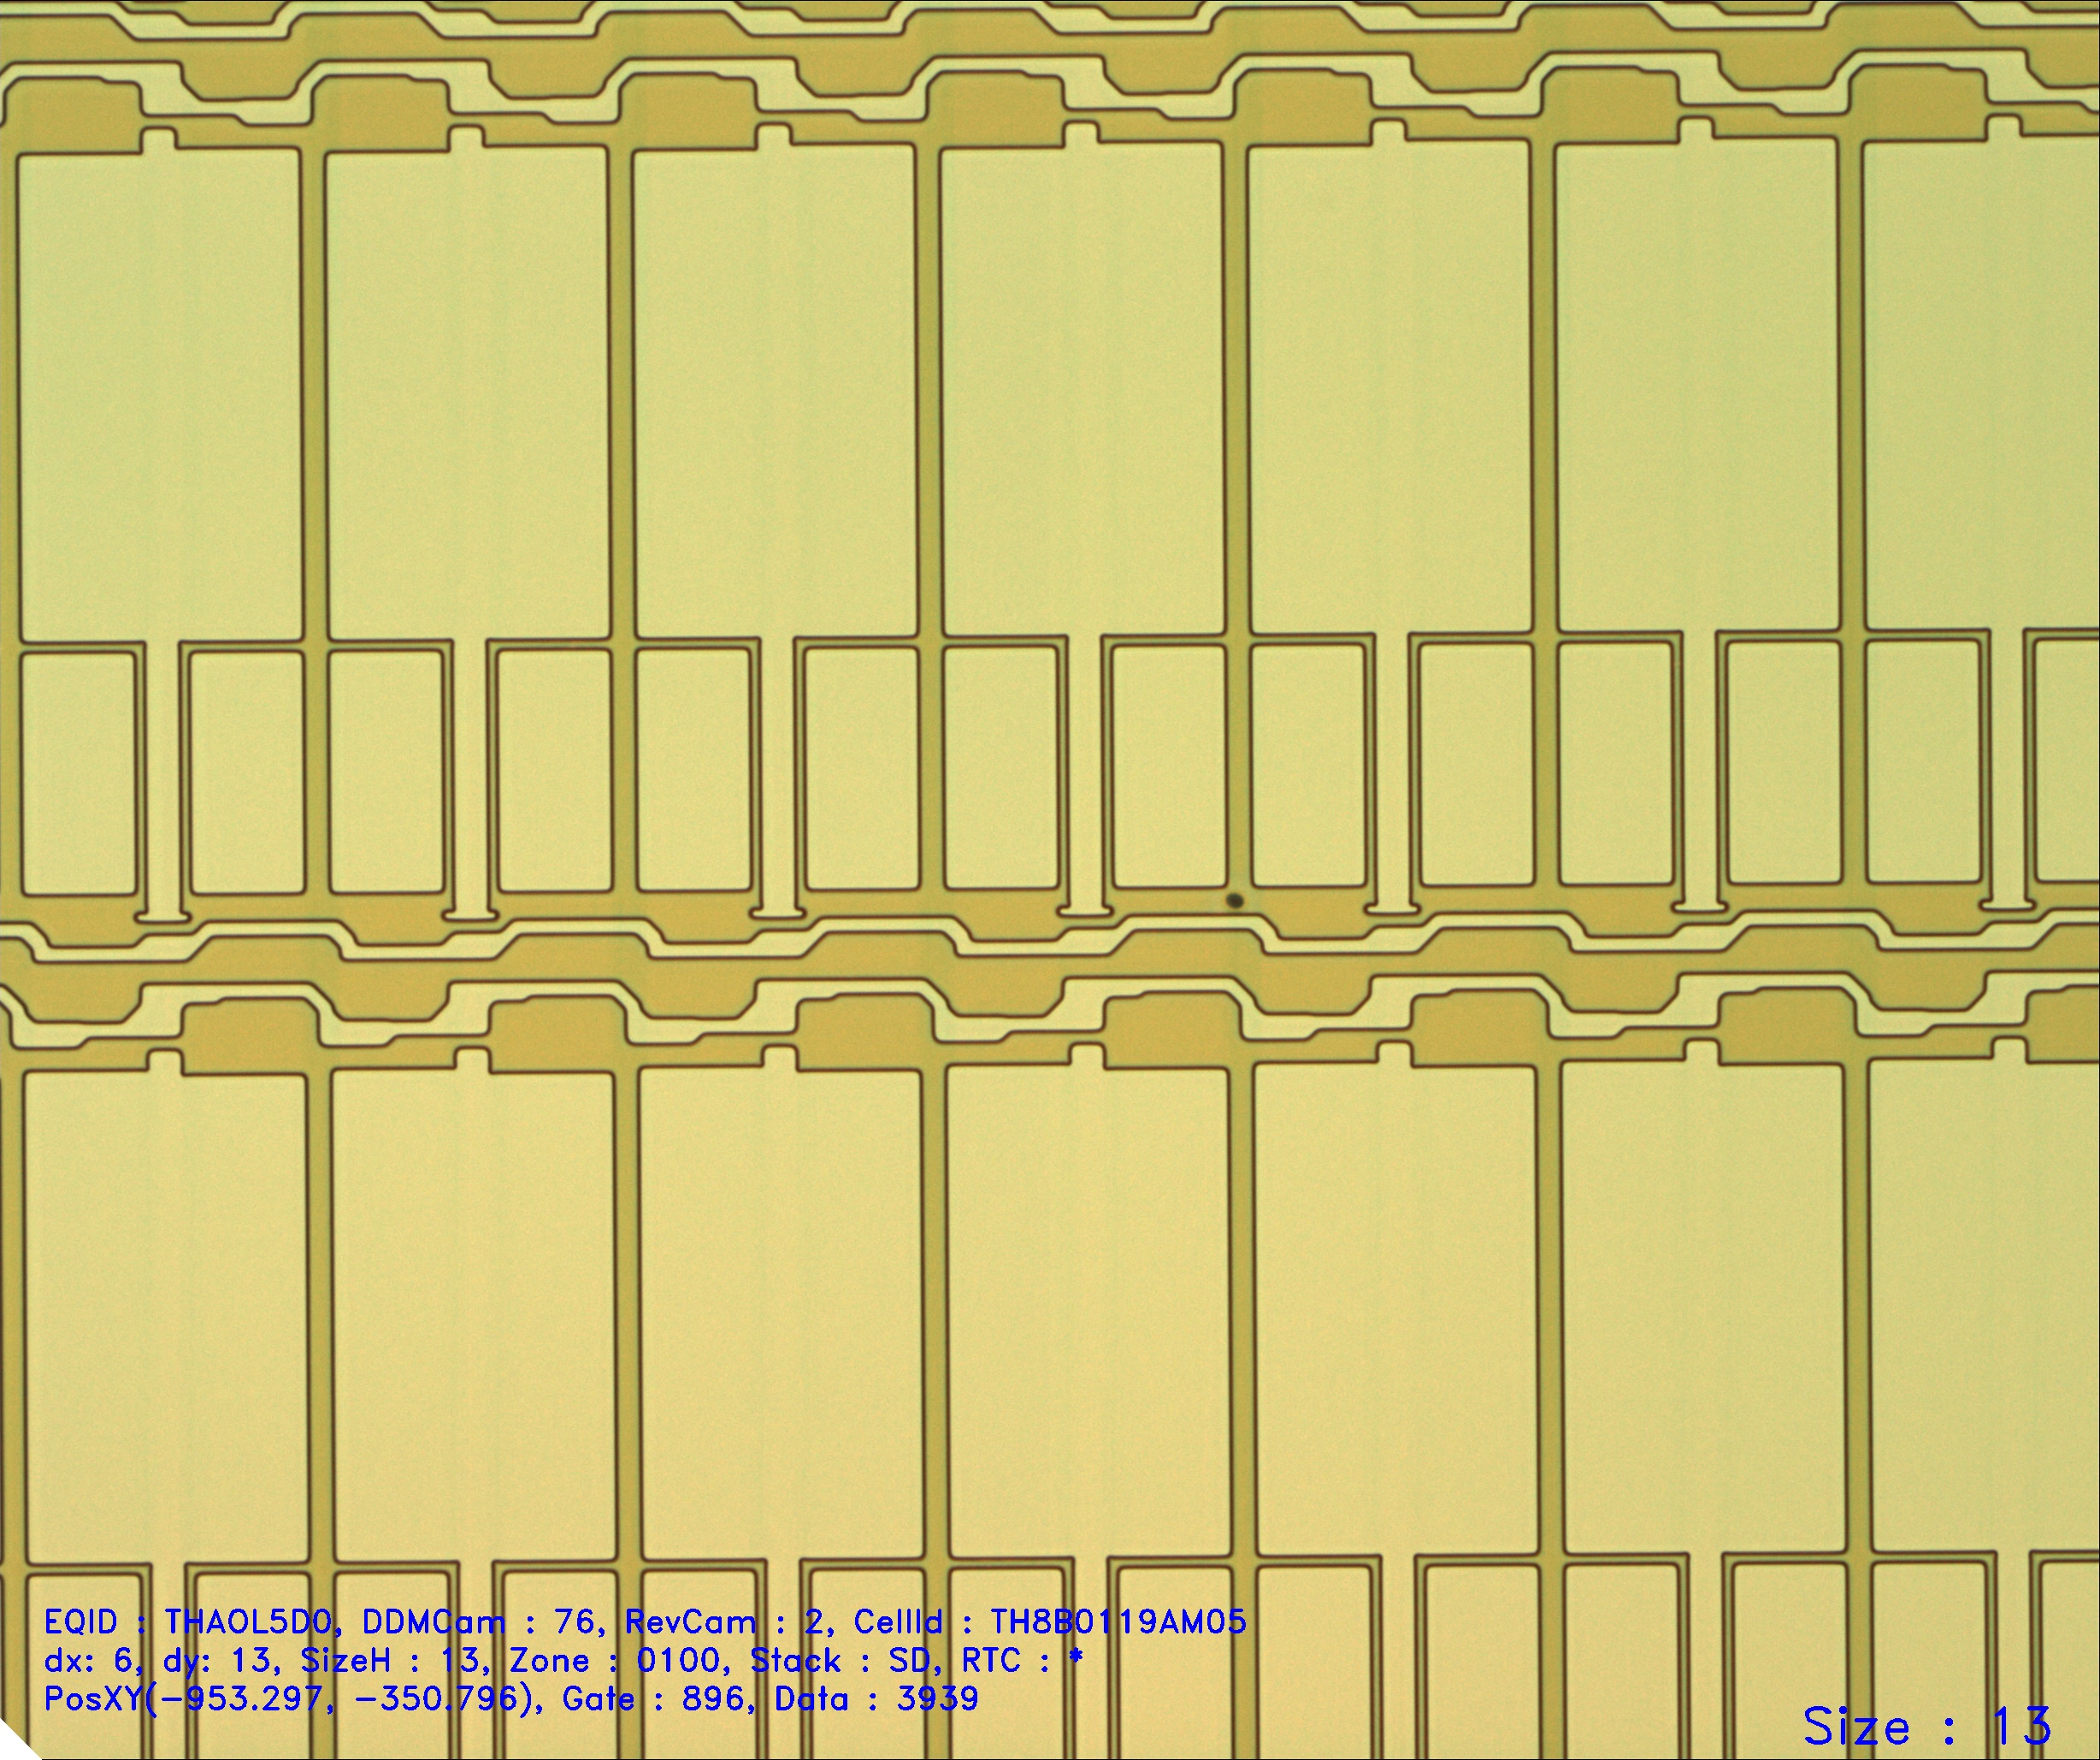 EQID : THAOL5D0, DDMCam : 76, RevCam : 2, CellId : TH8B0119AM05
dx: 6, dy: 13, SizeH : 13, Zone : 0100, Stack : SD, RTC : *
PosXY(-953.297, -350.796), Gate : 896, Data : 3939
Size : 13